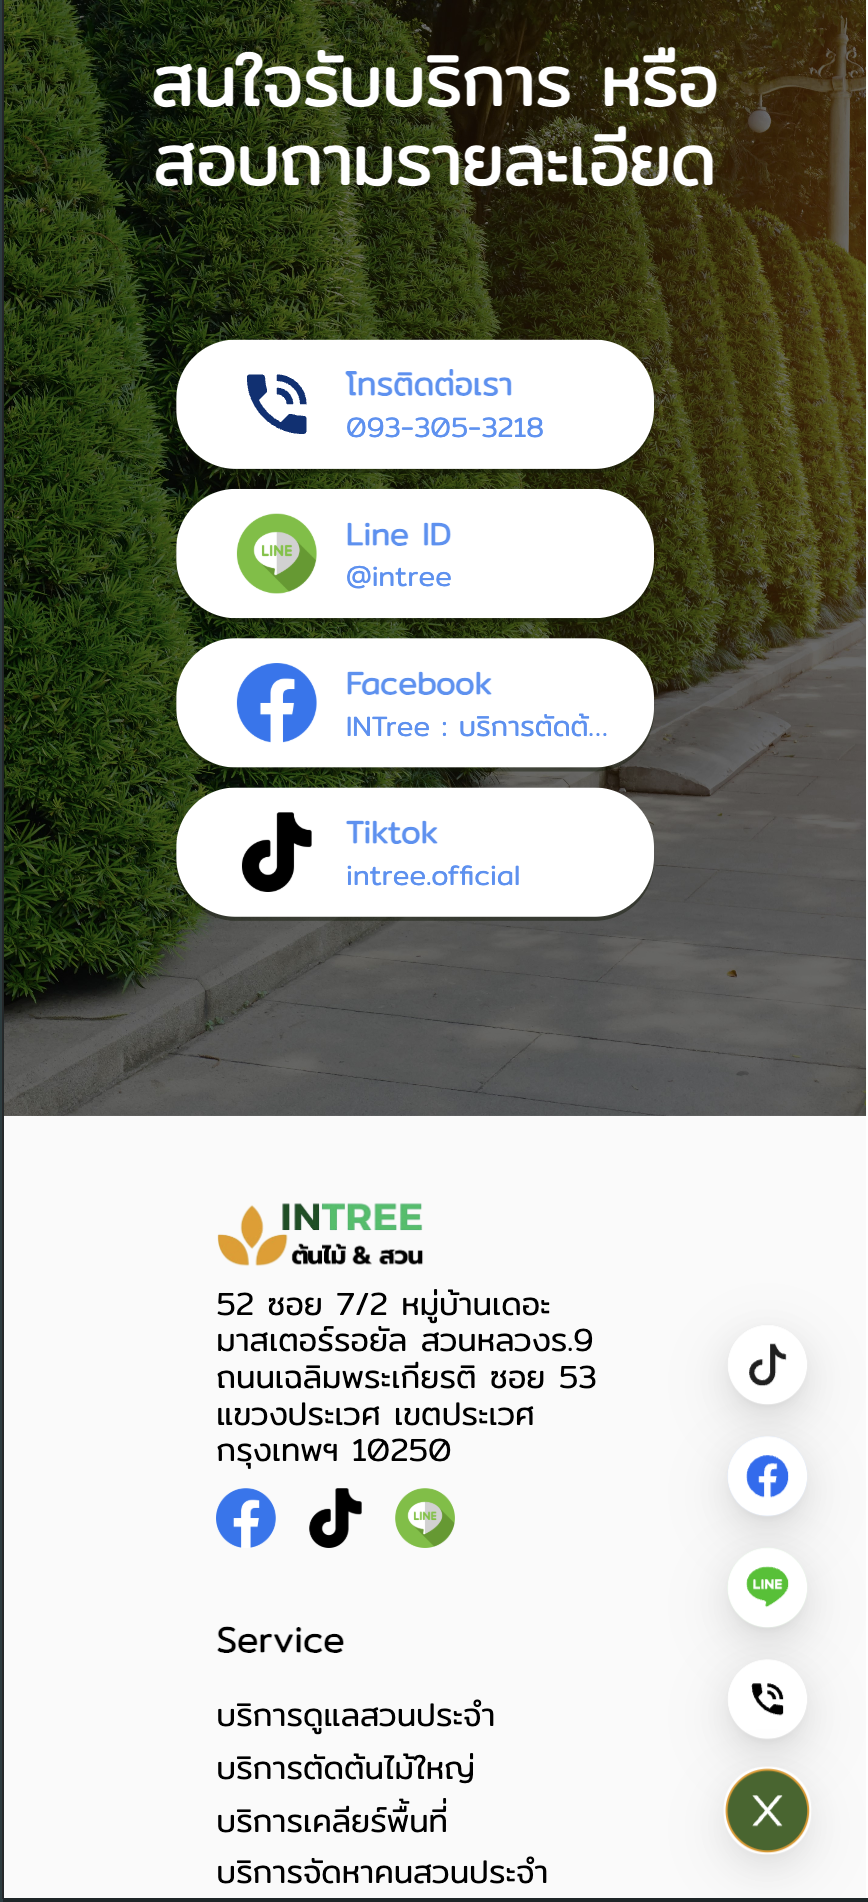 สนใจรับบริการ หรือ
สอบถามรายละเอียด
โทรติดต่อเรา
093-305-3218
LINE
Line ID
@intree
Facebook
INTree : บริการตัดต้...
Tiktok
intree.official
INTREE
ต้นไม้ & สวน
52 ซอย 7/2 หมู่บ้านเดอะ
มาสเตอร์รอยัล สวนหลวงร.9
ถนนเฉลิมพระเกียรติ ซอย 53
แขวงประเวศ เขตประเวศ
กรุงเทพฯ 10250
LINE
LINE
Service
บริการดูแลสวนประจำ
บริการตัดต้นไม้ใหญ่
บริการเคลียร์พื้นที่
บริการจัดหาคนสวนประจำ